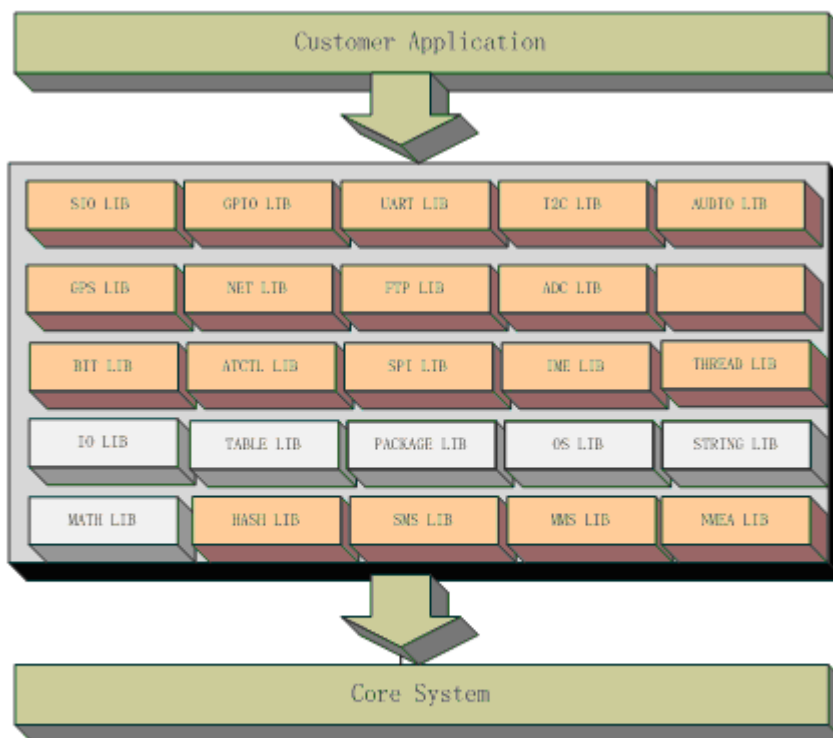 Customer Application
SIO LIB GPIO LIB UART LIB I2C LIB AUDIO LIB
GPS LIB NET LIB FTP LIB ADC LIB
BIT LIB ATCTL LIB SPI LIB IME LIB THREAD LIB
IO LIB TABLE LIB PACKAGE LIB OS LIB STRING LIB
MATH LIB HASH LIB SMS LIB MMS LIB NMEA LIB
Core System